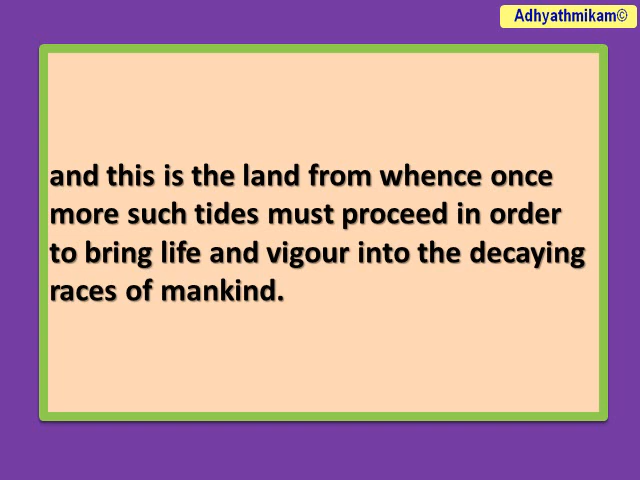 Adhyathmikam©
and this is the land from whence once
more such tides must proceed in order
to bring life and vigour into the decaying
races of mankind.